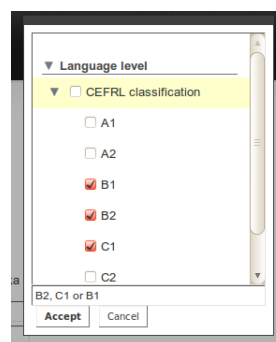 Language level
CEFRL classification
A1
A2
B1
B2
C1
C2
B2, C1 or B1
Accept Cancel